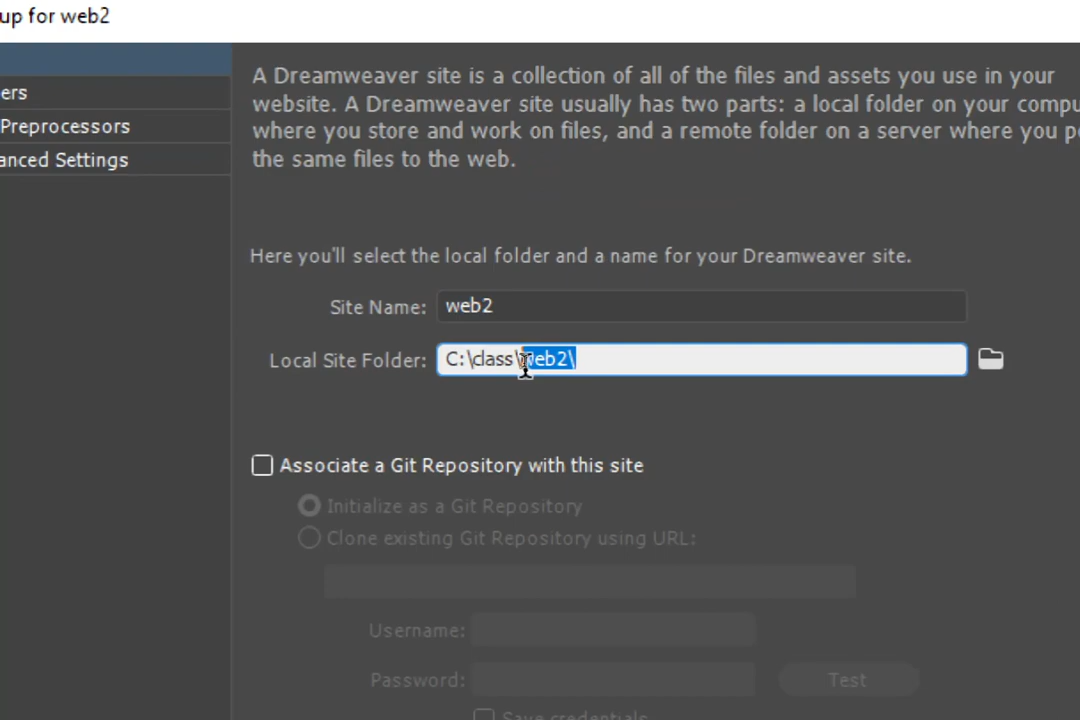 up for web2
ers
Preprocessors
anced Settings
A Dreamweaver site is a collection of all of the files and assets you use in your
website. A Dreamweaver site usually has two parts: a local folder on your compu
where you store and work on files, and a remote folder on a server where you p
the same files to the web.
Here you'll select the local folder and a name for your Dreamweaver site.
Site Name: web2
Local Site Folder: C:\class\web2\
Associate a Git Repository with this site
Initialize as a Git Repository
Clone existing Git Repository using URL:
Username:
Password:
Test
Save credentials